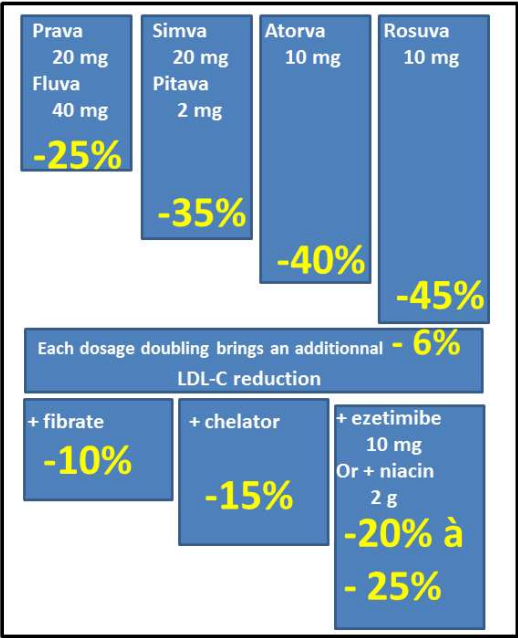 Prava
20 mg
Fluva
40 mg
-25%
Simva
20 mg
Pitava
2 mg
-35%
Atorva
10 mg
-40%
Rosuva
10 mg
-45%
Each dosage doubling brings an additionnal - 6%
LDL-C reduction
+ fibrate
-10%
+ chelator
-15%
+ ezetimibe
10 mg
Or + niacin
2 g
-20% à
- 25%